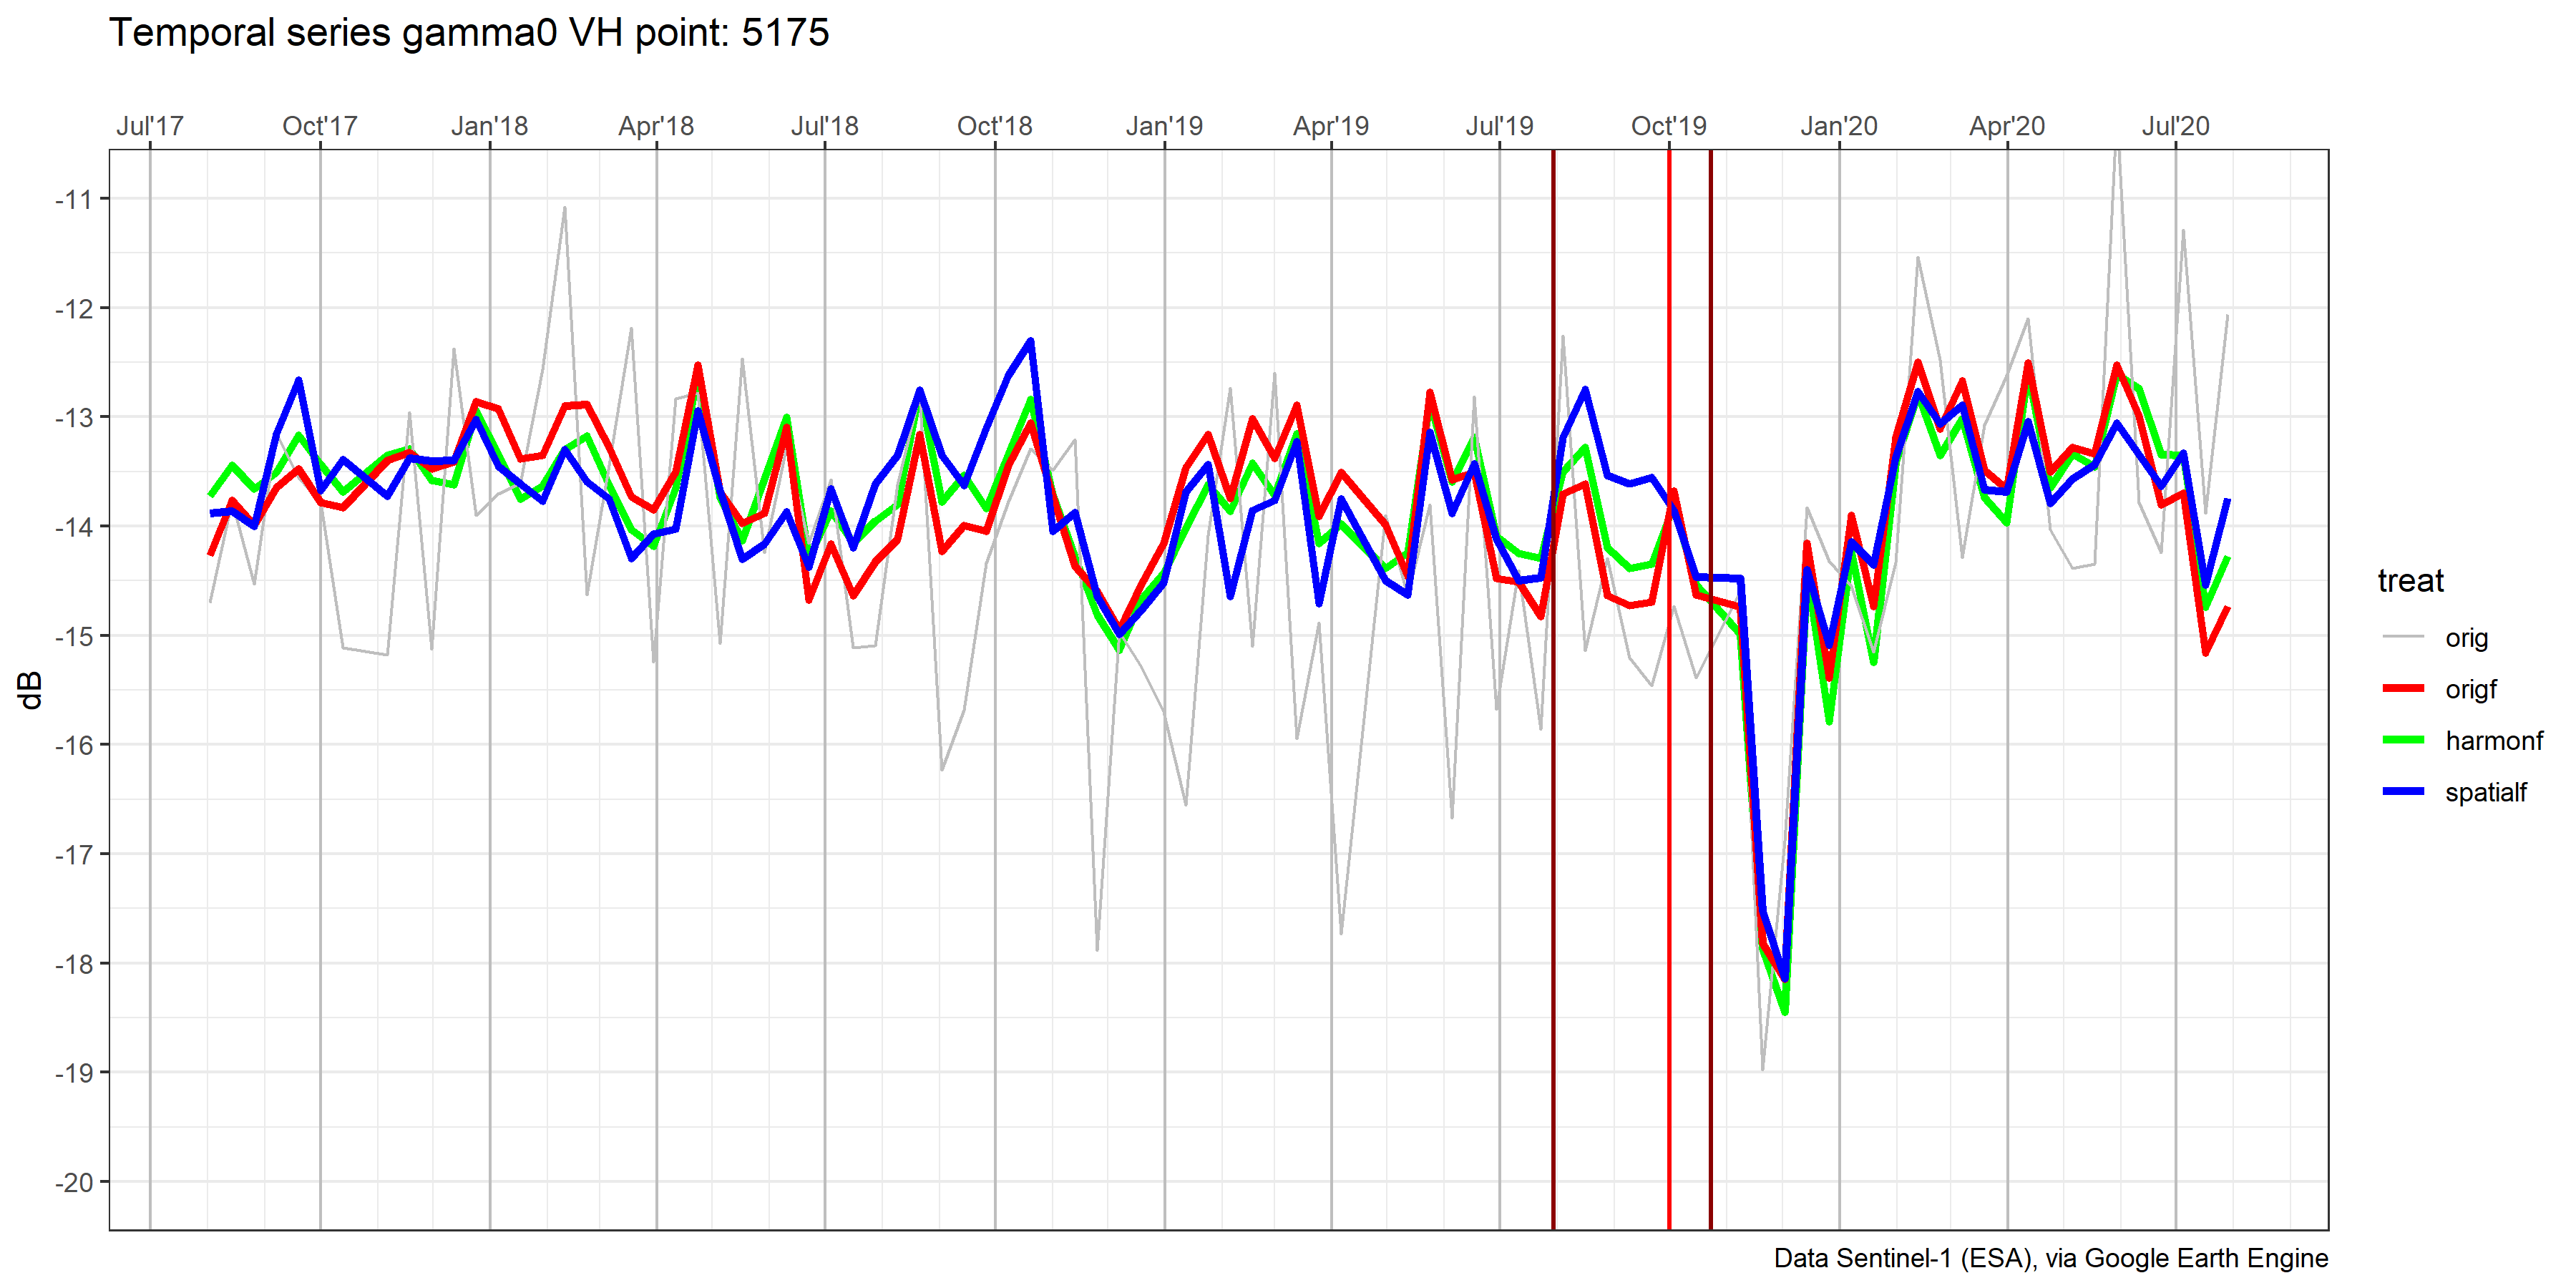 Temporal series gamma0 VH point: 5175
Jul'17 Oct'17 Jan'18 Apr'18 Jul'18 Oct'18 Jan'19 Apr'19 Jul'19 Oct'19 Jan'20 Apr'20 Jul'20
-11
-12
-13
-14
-15
-16
-17
-18
-19
-20
dB
treat
orig
origf
harmonf
spatialf
Data Sentinel-1 (ESA), via Google Earth Engine